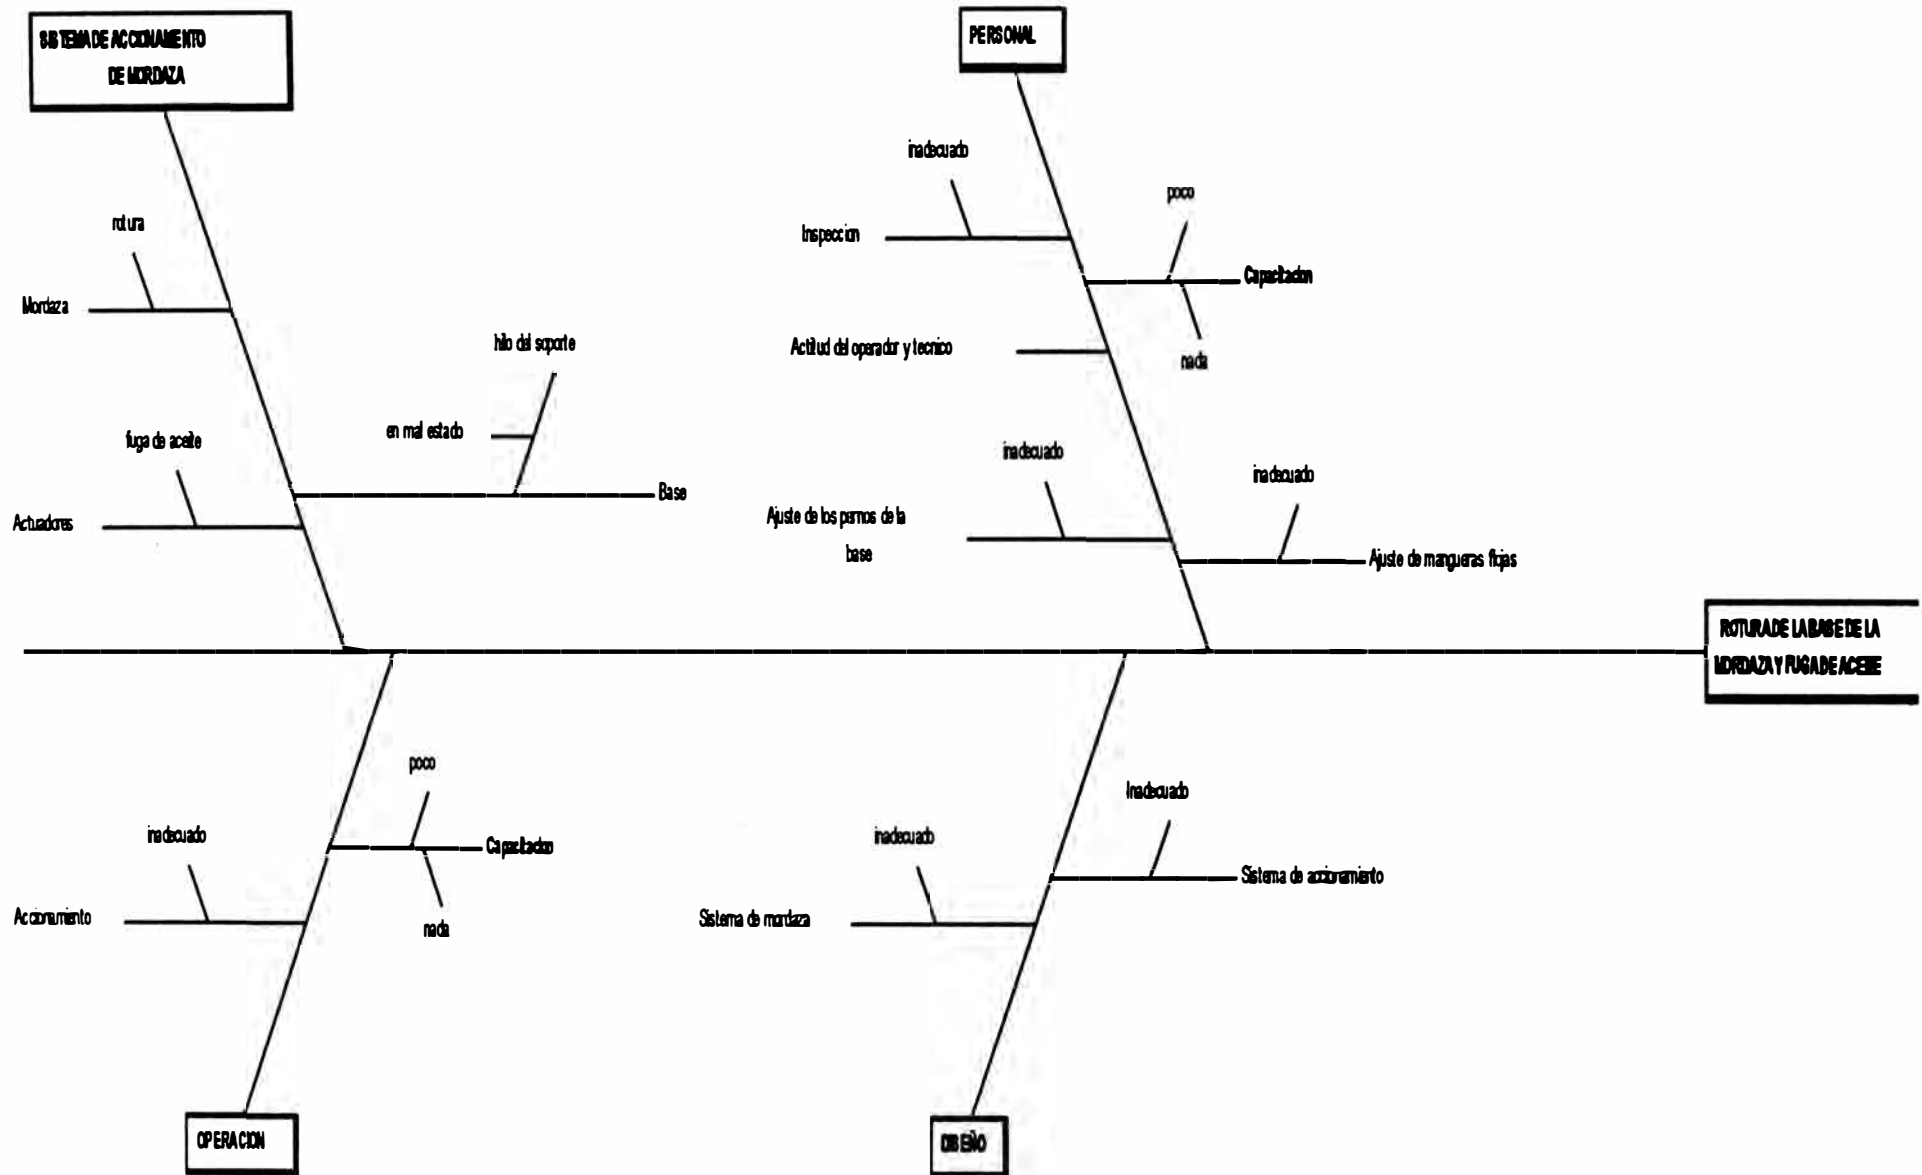 SISTEMA DE ACCIONAMIENTO
DE MORDAZA
PERSONAL
inadecuado
poco
rotura
Inspeccion
Capacitacion
Mordaza
hilo del soporte
Actitud del operador y tecnico
nada
fuga de aceite
en mal estado
inadecuado
inadecuado
Base
Actuadores
Ajuste de los pernos de la
base
Ajuste de mangueras flojas
ROTURA DE LA BASE DE LA
MORDAZA Y FUGA DE ACEITE
poco
Inadecuado
inadecuado
inadecuado
Capacitacion
Sistema de accionamiento
Accionamiento
nada
Sistema de mordaza
OPERACION
DISEÑO